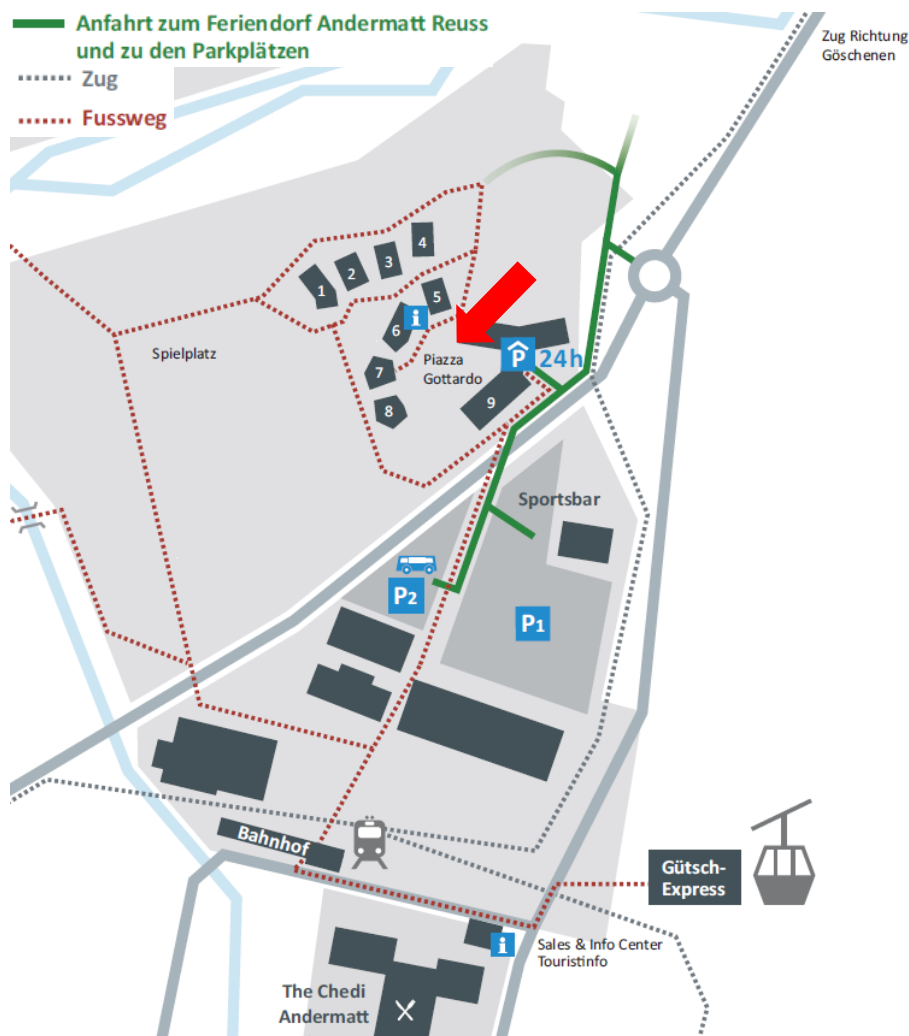 Anfahrt zum Feriendorf Andermatt Reuss
und zu den Parkplätzen
Zug
Fussweg
Zug Richtung
Göschenen
4
3
2
1
5
6
i
Spielplatz
Piazza
Gottardo
P 24h
7
8
9
Sportsbar
P2
P1
Bahnhof
Gütsch-
Express
i
Sales & Info Center
Touristinfo
The Chedi
Andermatt